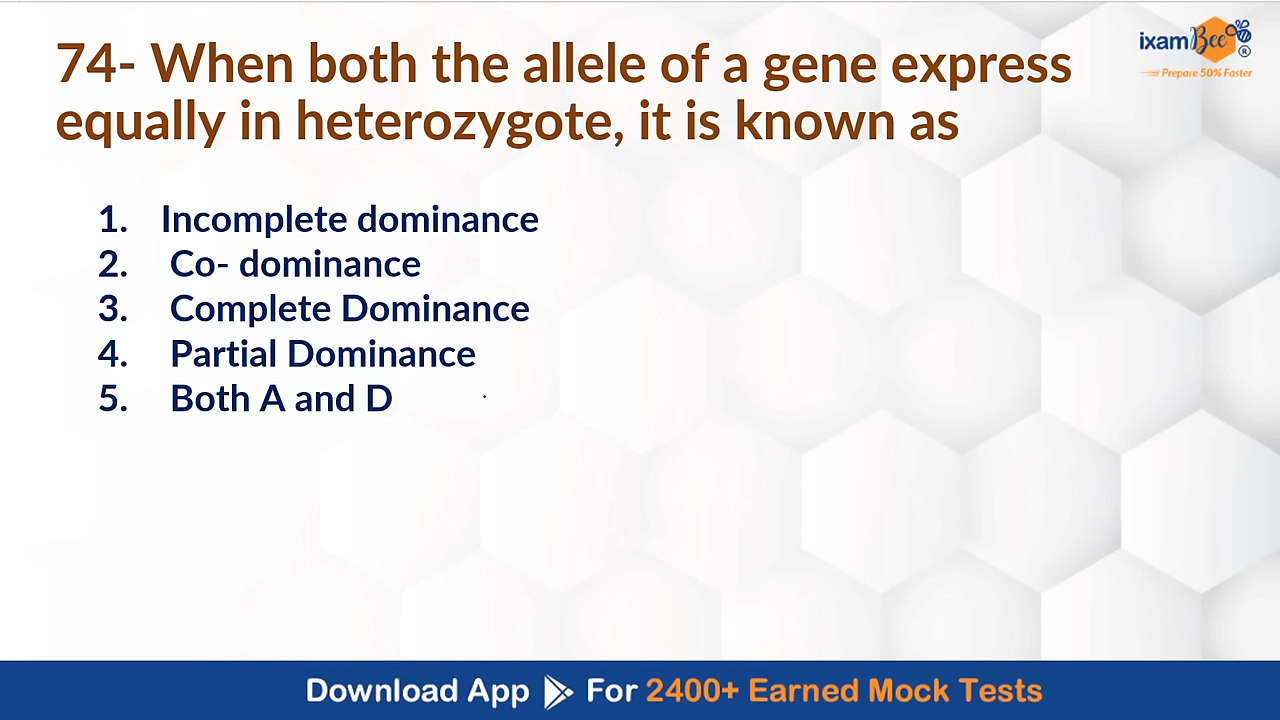 74- When both the allele of a gene express
equally in heterozygote, it is known as
ixamBee®
Prepare 50% Faster
1. Incomplete dominance
2. Co- dominance
3. Complete Dominance
4. Partial Dominance
5. Both A and D
Download App For 2400+ Earned Mock Tests